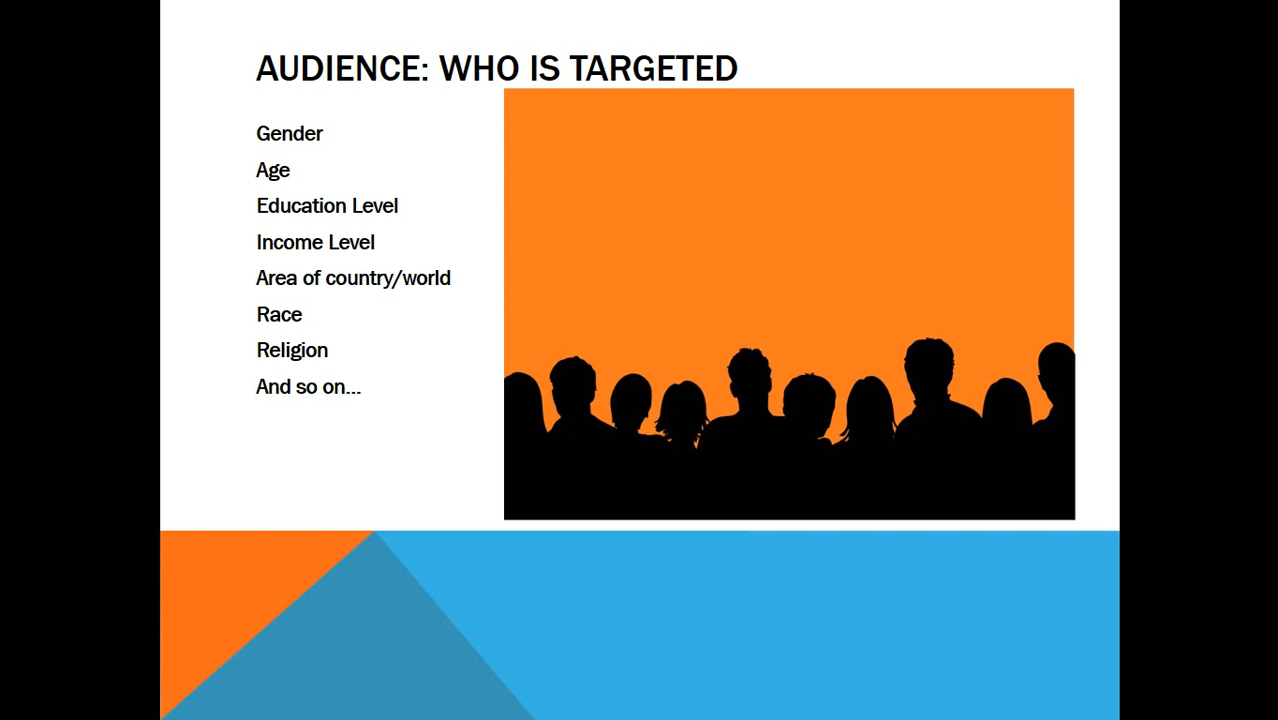 AUDIENCE: WHO IS TARGETED
Gender
Age
Education Level
Income Level
Area of country/world
Race
Religion
And so on...